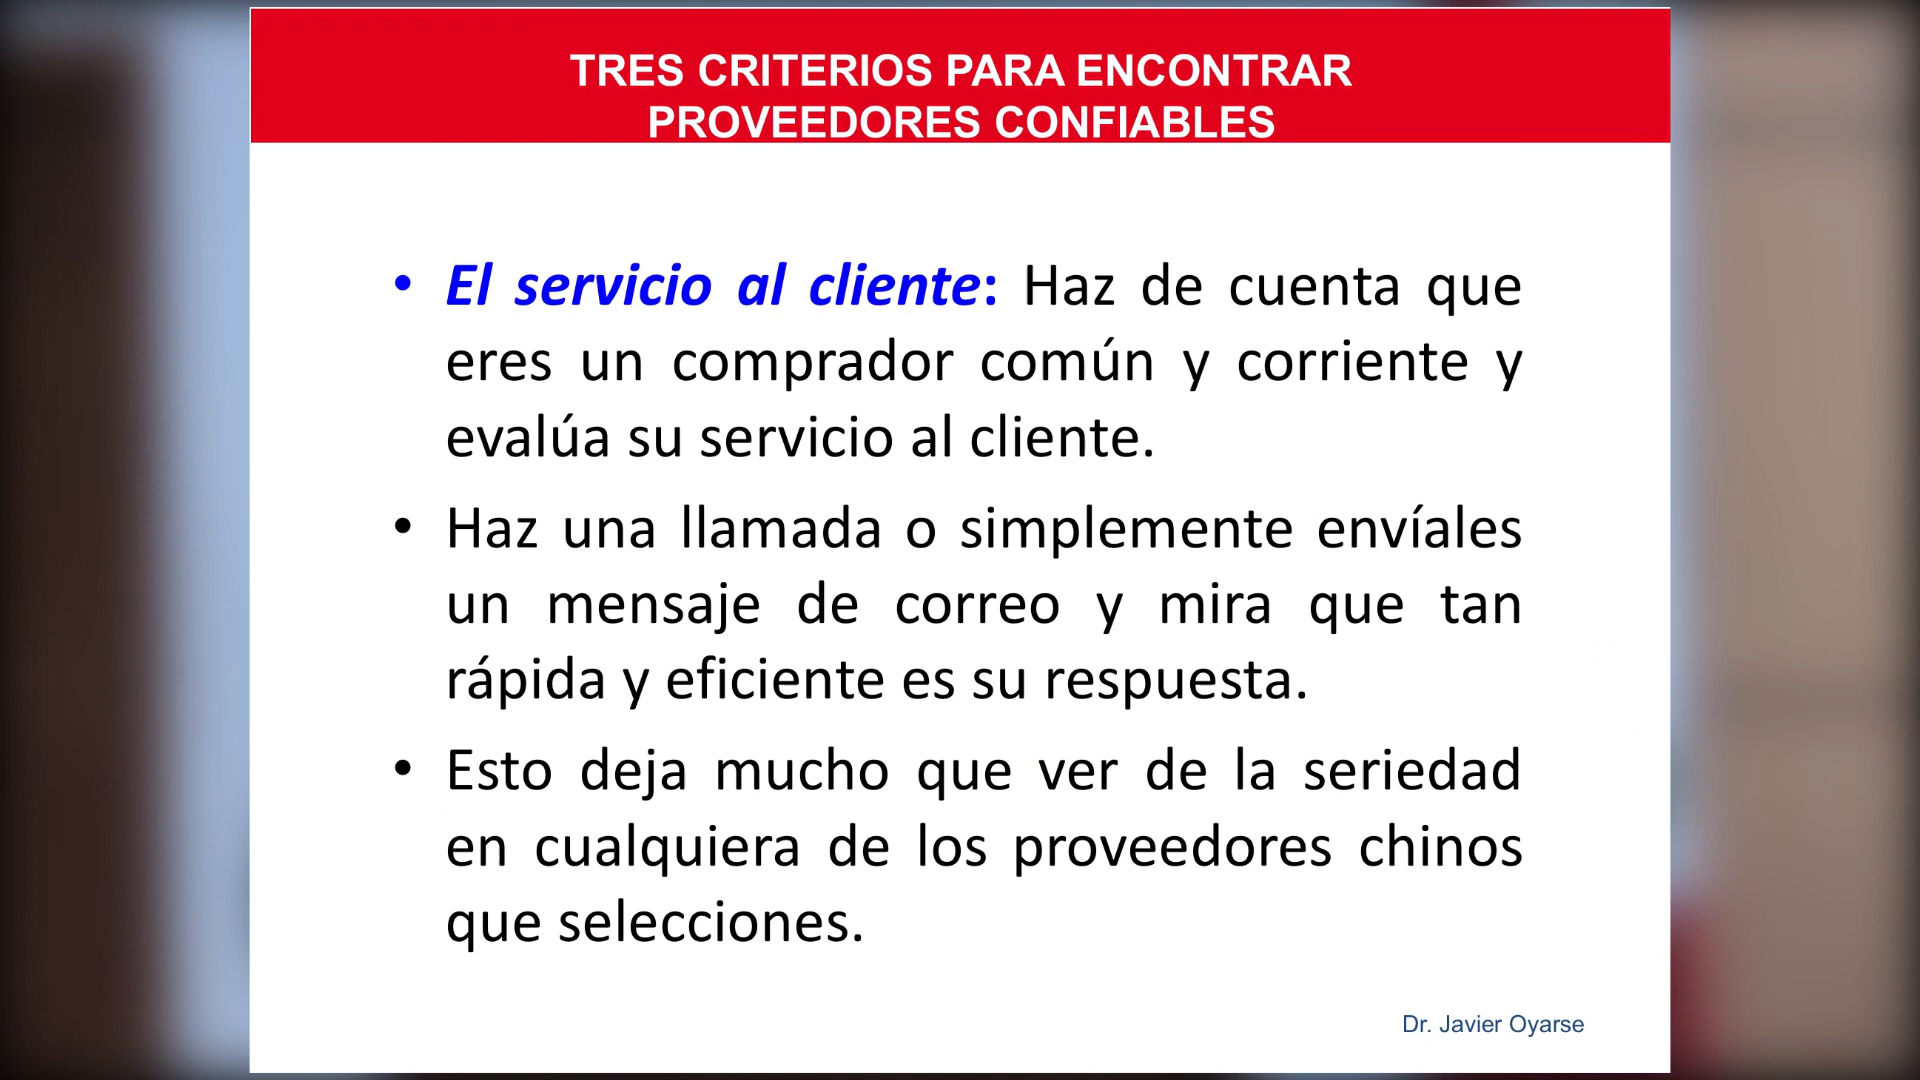 TRES CRITERIOS PARA ENCONTRAR
PROVEEDORES CONFIABLES
• El servicio al cliente: Haz de cuenta que
eres un comprador común y corriente y
evalúa su servicio al cliente.
• Haz una llamada o simplemente envíales
un mensaje de correo y mira que tan
rápida y eficiente es su respuesta.
• Esto deja mucho que ver de la seriedad
en cualquiera de los proveedores chinos
que selecciones.
Dr. Javier Oyarse